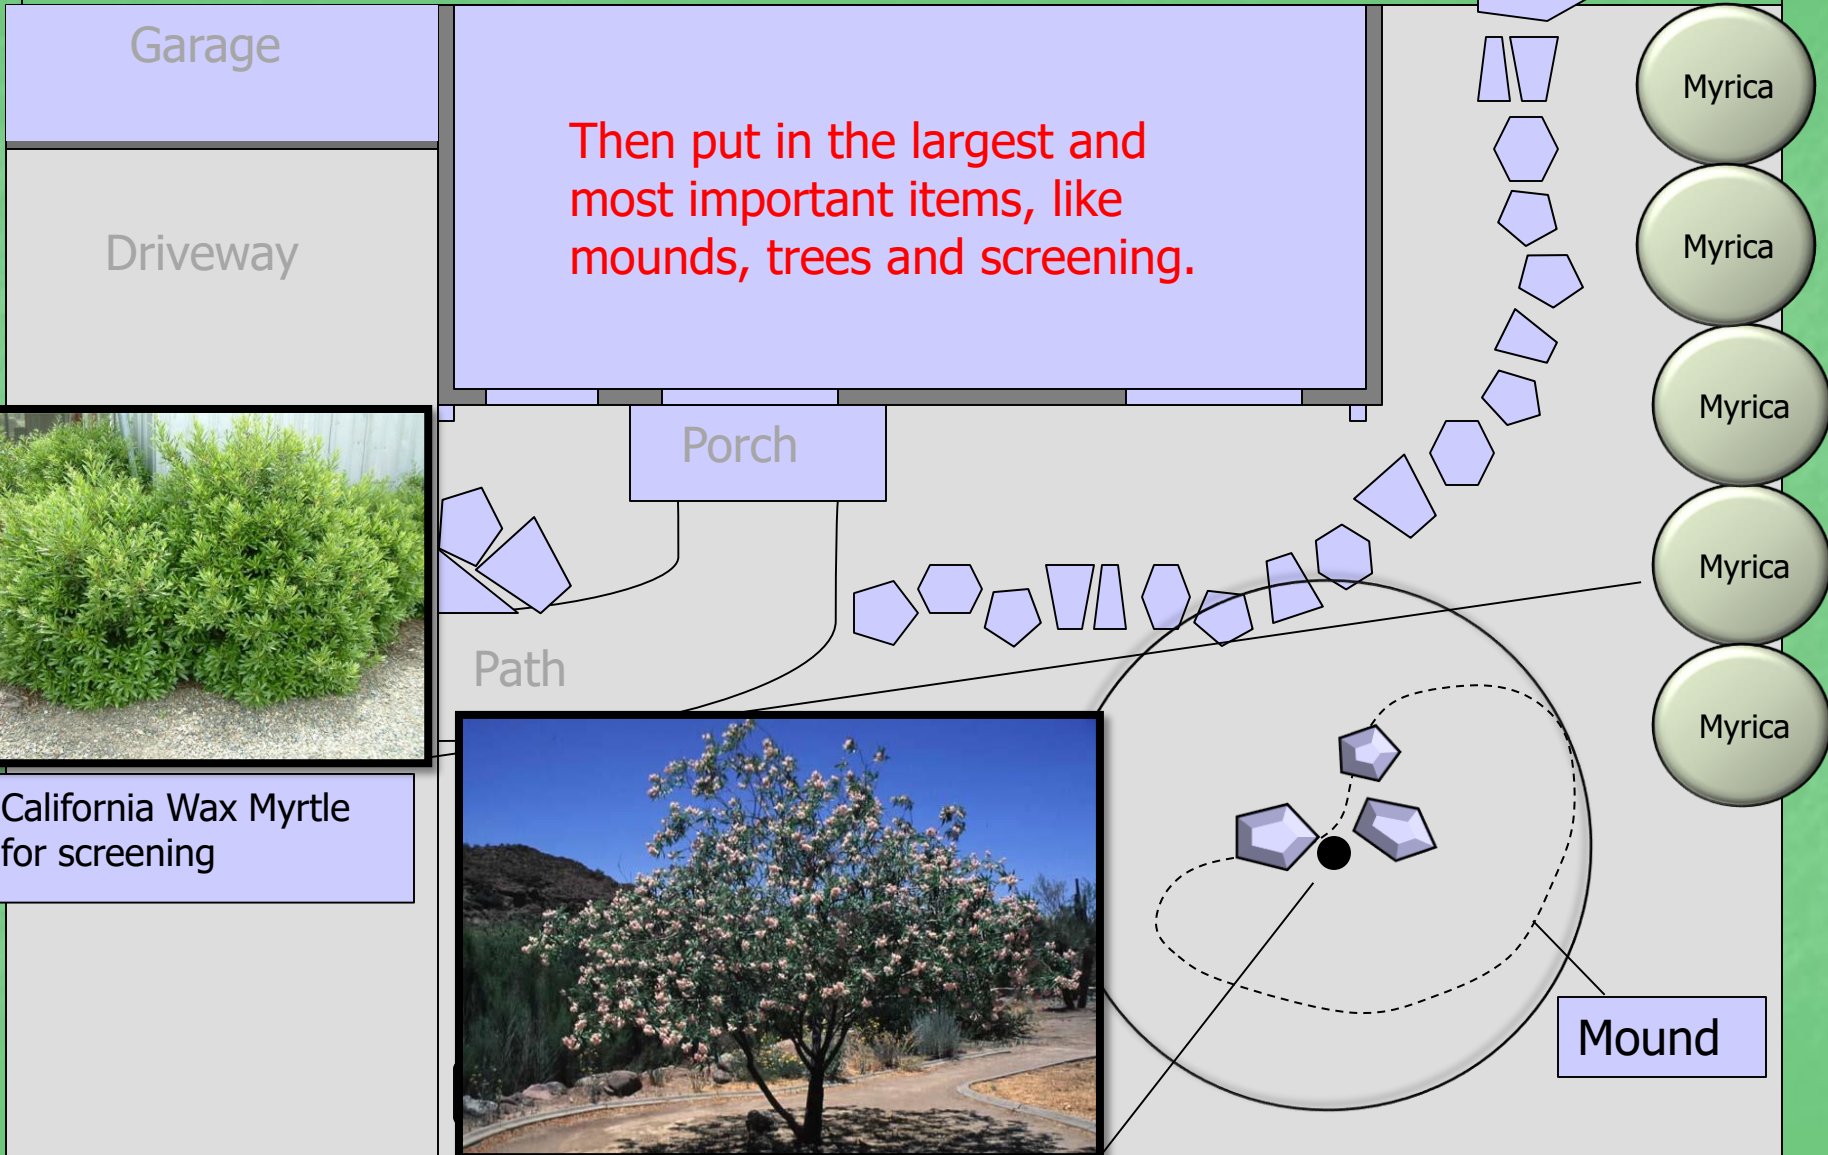 Garage
Then put in the largest and
most important items, like
mounds, trees and screening.
Driveway
Porch
Path
Myrica
Myrica
Myrica
Myrica
Myrica
California Wax Myrtle
for screening
Mound